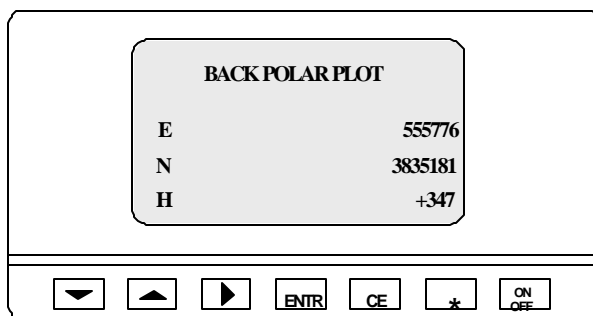 BACK POLAR PLOT
E 555776
N 3835181
H +347
ENTR CE * ON
OFF